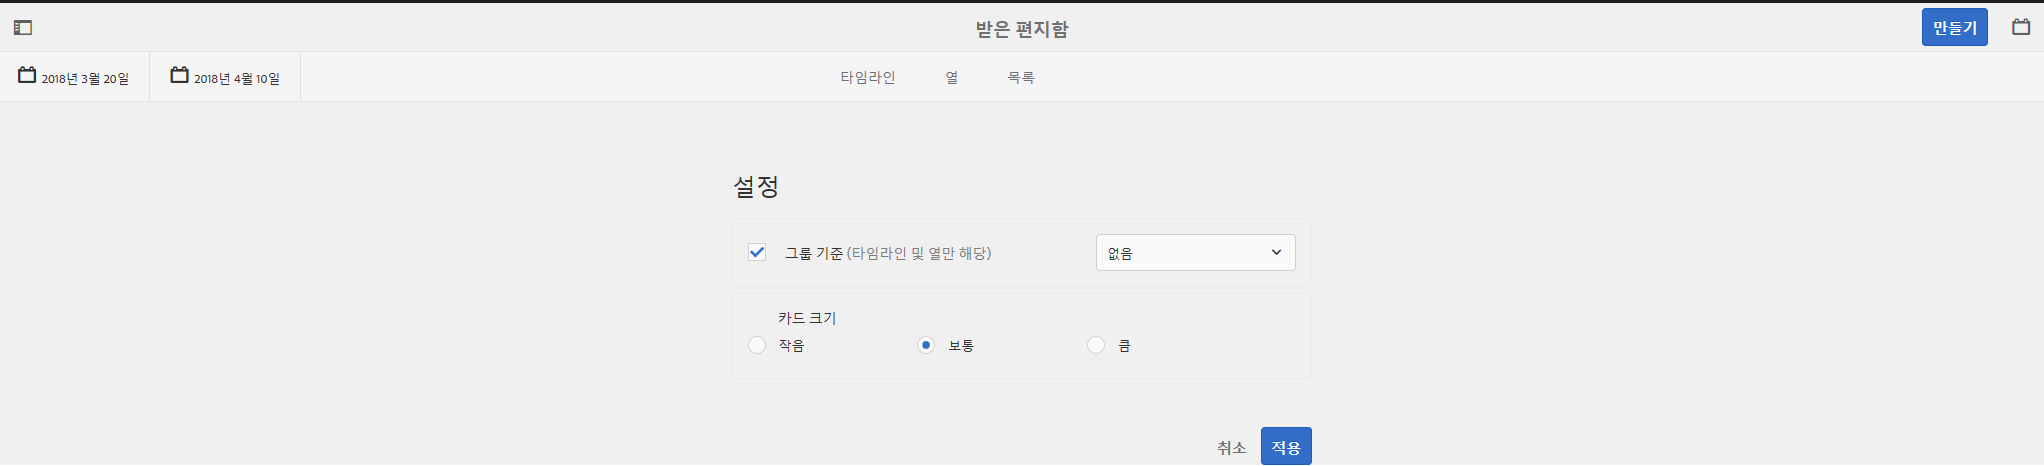 받은 편지함
만들기
2018년 3월 20일
2018년 4월 10일
타임라인
열
목록
설정
그룹 기준 (타임라인 및 열만 해당)
없음
카드 크기
작음
보통
큼
취소
적용